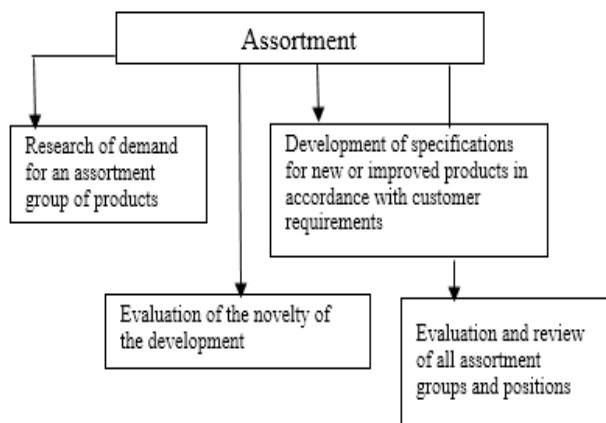 Assortment
Research of demand
for an assortment
group of products
Development of specifications
for new or improved products in
accordance with customer
requirements
Evaluation of the novelty of
the development
Evaluation and review
of all assortment
groups and positions